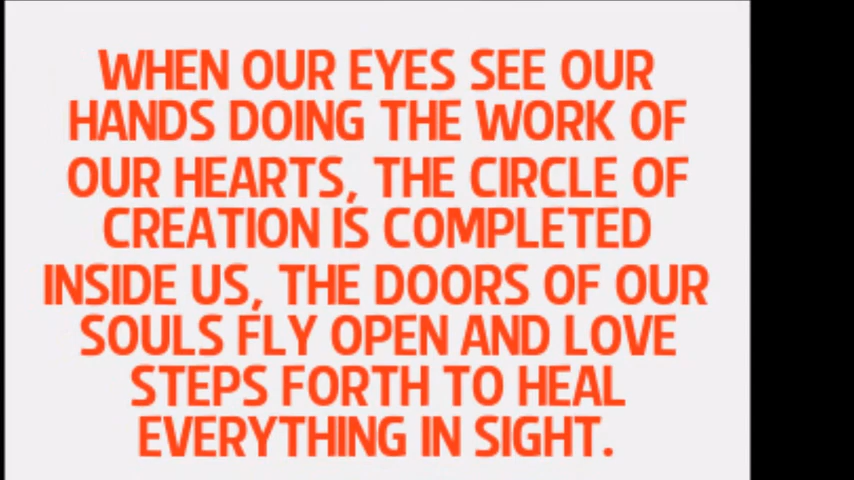 WHEN OUR EYES SEE OUR
HANDS DOING THE WORK OF
OUR HEARTS, THE CIRCLE OF
CREATION IS COMPLETED
INSIDE US, THE DOORS OF OUR
SOULS FLY OPEN AND LOVE
STEPS FORTH TO HEAL
EVERYTHING IN SIGHT.